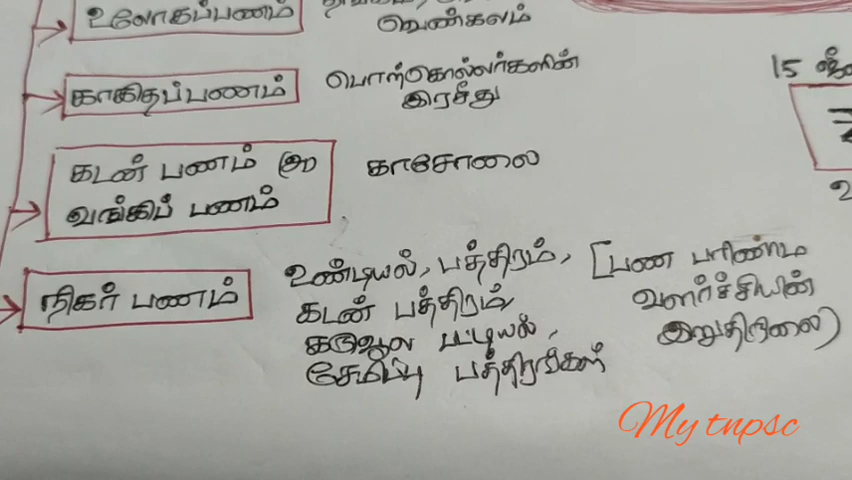 உலோகப்பணம்
வெண்கலம்
காகிதப்பணம்
பொற்கொல்லர்களின்
இரசீது
15 ஜூ
கடன் பணம் (அ)
வங்கிப் பணம்
காசோலை
நிகர் பணம்
உண்டியல், பத்திரம்,
கடன் பத்திரம்,
கருவூல பட்டியல்,
சேமிப்பு பத்திரங்கள்
[பண பரிணாம
வளர்ச்சியின்
இறுதிநிலை)
My tnpsc